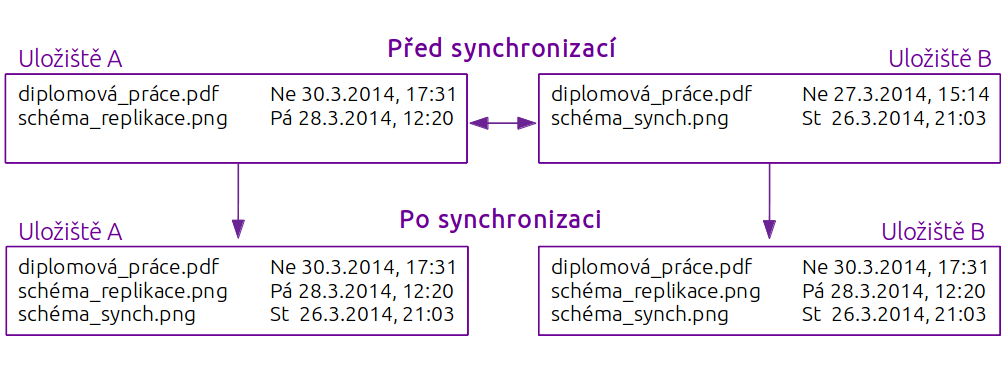 Před synchronizací
Uložiště A
diplomová_práce.pdf Ne 30.3.2014, 17:31
schéma_replikace.png Pá 28.3.2014, 12:20
Uložiště B
diplomová_práce.pdf Ne 27.3.2014, 15:14
schéma_synch.png St 26.3.2014, 21:03
Po synchronizaci
Uložiště A
diplomová_práce.pdf Ne 30.3.2014, 17:31
schéma_replikace.png Pá 28.3.2014, 12:20
schéma_synch.png St 26.3.2014, 21:03
Uložiště B
diplomová_práce.pdf Ne 30.3.2014, 17:31
schéma_replikace.png Pá 28.3.2014, 12:20
schéma_synch.png St 26.3.2014, 21:03